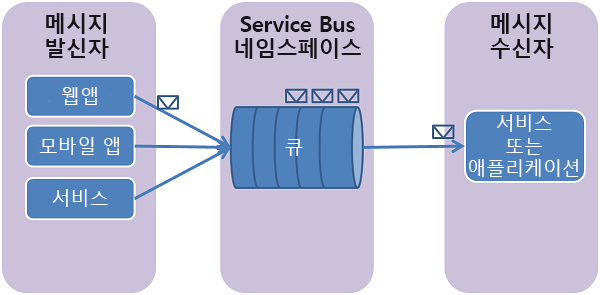 메시지
발신자
웹앱
모바일 앱
서비스
Service Bus
네임스페이스
큐
메시지
수신자
서비스
또는
애플리케이션